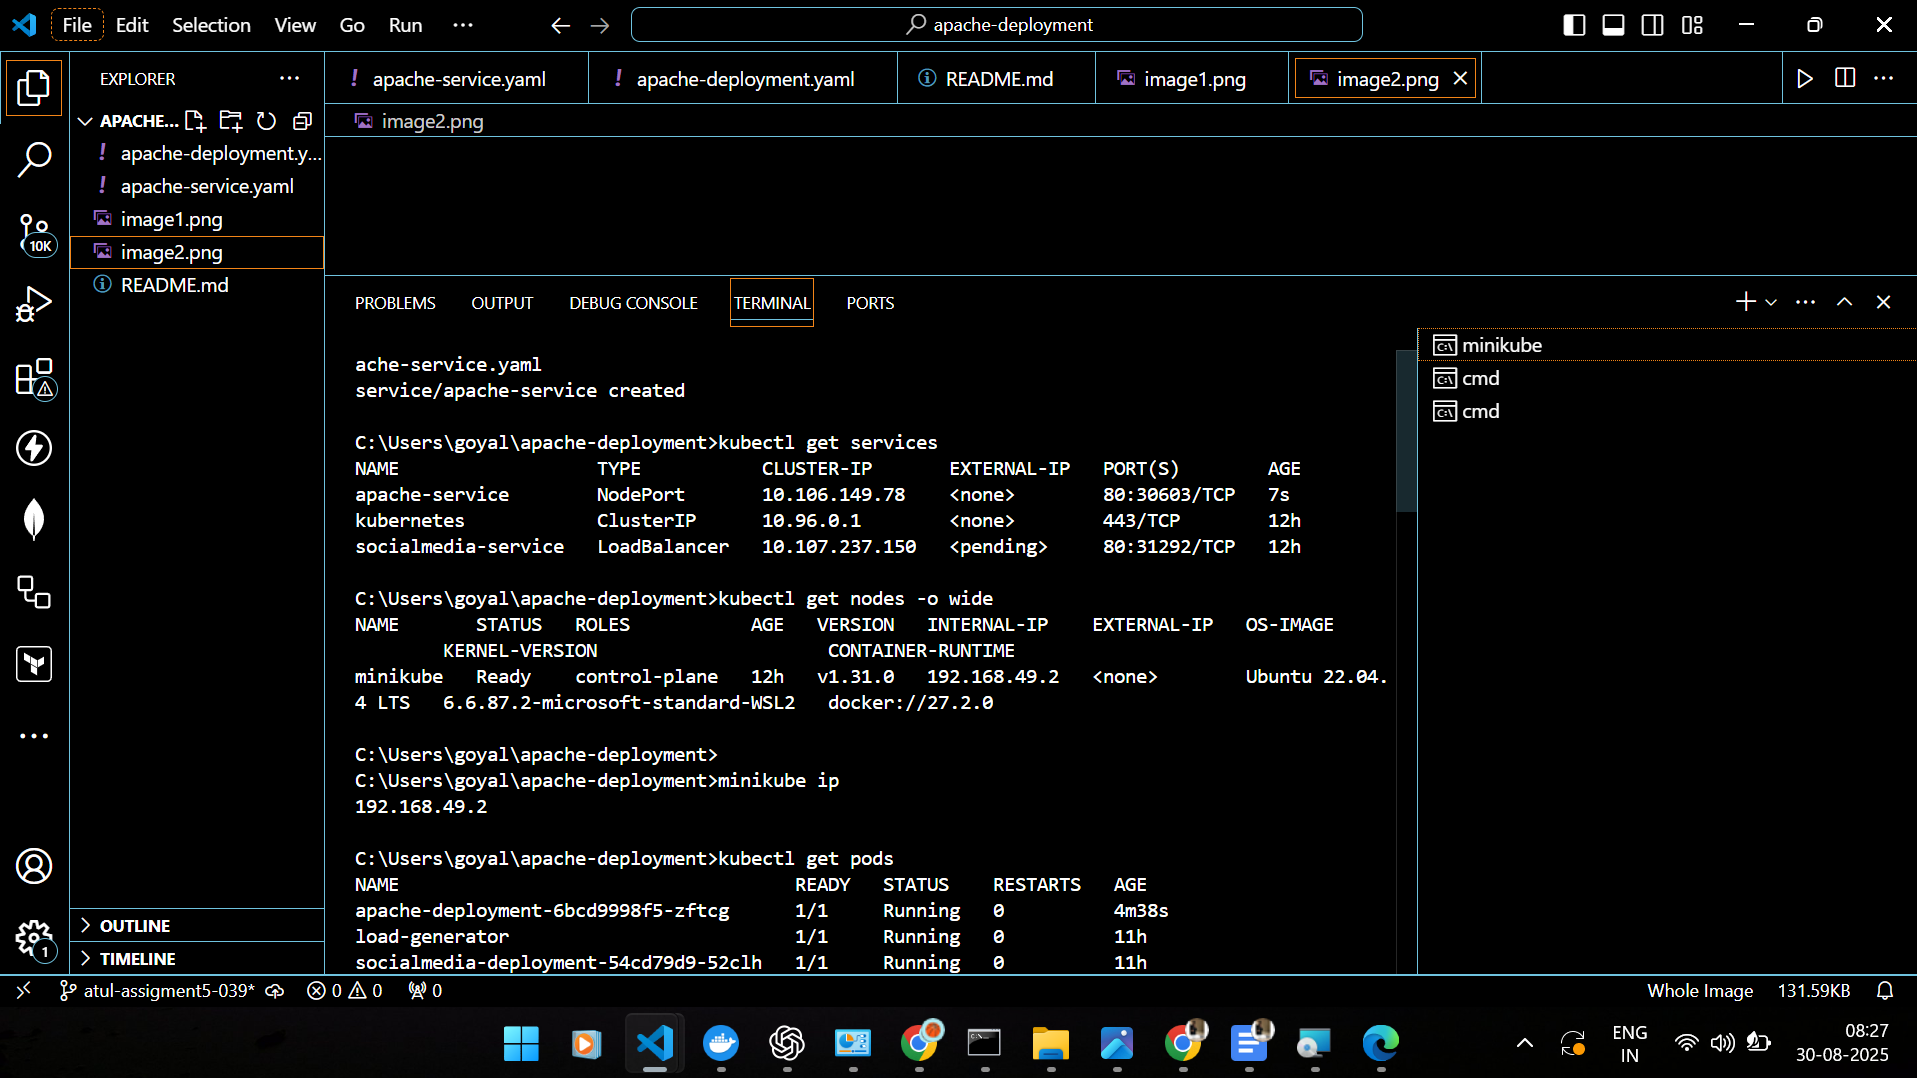 File Edit Selection View Go Run ···
apache-deployment
EXPLORER
apache-service.yaml
apache-deployment.yaml
README.md
image1.png
image2.png
APACHE...
image2.png
apache-deployment.y...
apache-service.yaml
image1.png
image2.png
README.md
10K
PROBLEMS OUTPUT DEBUG CONSOLE TERMINAL PORTS
minikube
cmd
cmd
ache-service.yaml
service/apache-service created
C:\Users\goyal\apache-deployment>kubectl get services
NAME TYPE CLUSTER-IP EXTERNAL-IP PORT(S) AGE
apache-service NodePort 10.106.149.78 <none> 80:30603/TCP 7s
kubernetes ClusterIP 10.96.0.1 <none> 443/TCP 12h
socialmedia-service LoadBalancer 10.107.237.150 <pending> 80:31292/TCP 12h
C:\Users\goyal\apache-deployment>kubectl get nodes -o wide
NAME STATUS ROLES AGE VERSION INTERNAL-IP EXTERNAL-IP OS-IMAGE
KERNEL-VERSION CONTAINER-RUNTIME
minikube Ready control-plane 12h v1.31.0 192.168.49.2 <none> Ubuntu 22.04.
4 LTS 6.6.87.2-microsoft-standard-WSL2 docker://27.2.0
C:\Users\goyal\apache-deployment>
C:\Users\goyal\apache-deployment>minikube ip
192.168.49.2
C:\Users\goyal\apache-deployment>kubectl get pods
NAME READY STATUS RESTARTS AGE
apache-deployment-6bcd9998f5-zftcg 1/1 Running 0 4m38s
load-generator 1/1 Running 0 11h
socialmedia-deployment-54cd79d9-52clh 1/1 Running 0 11h
OUTLINE
TIMELINE
1
atul-assigment5-039* 0 0 0
Whole Image 131.59KB
ENG
IN
08:27
30-08-2025